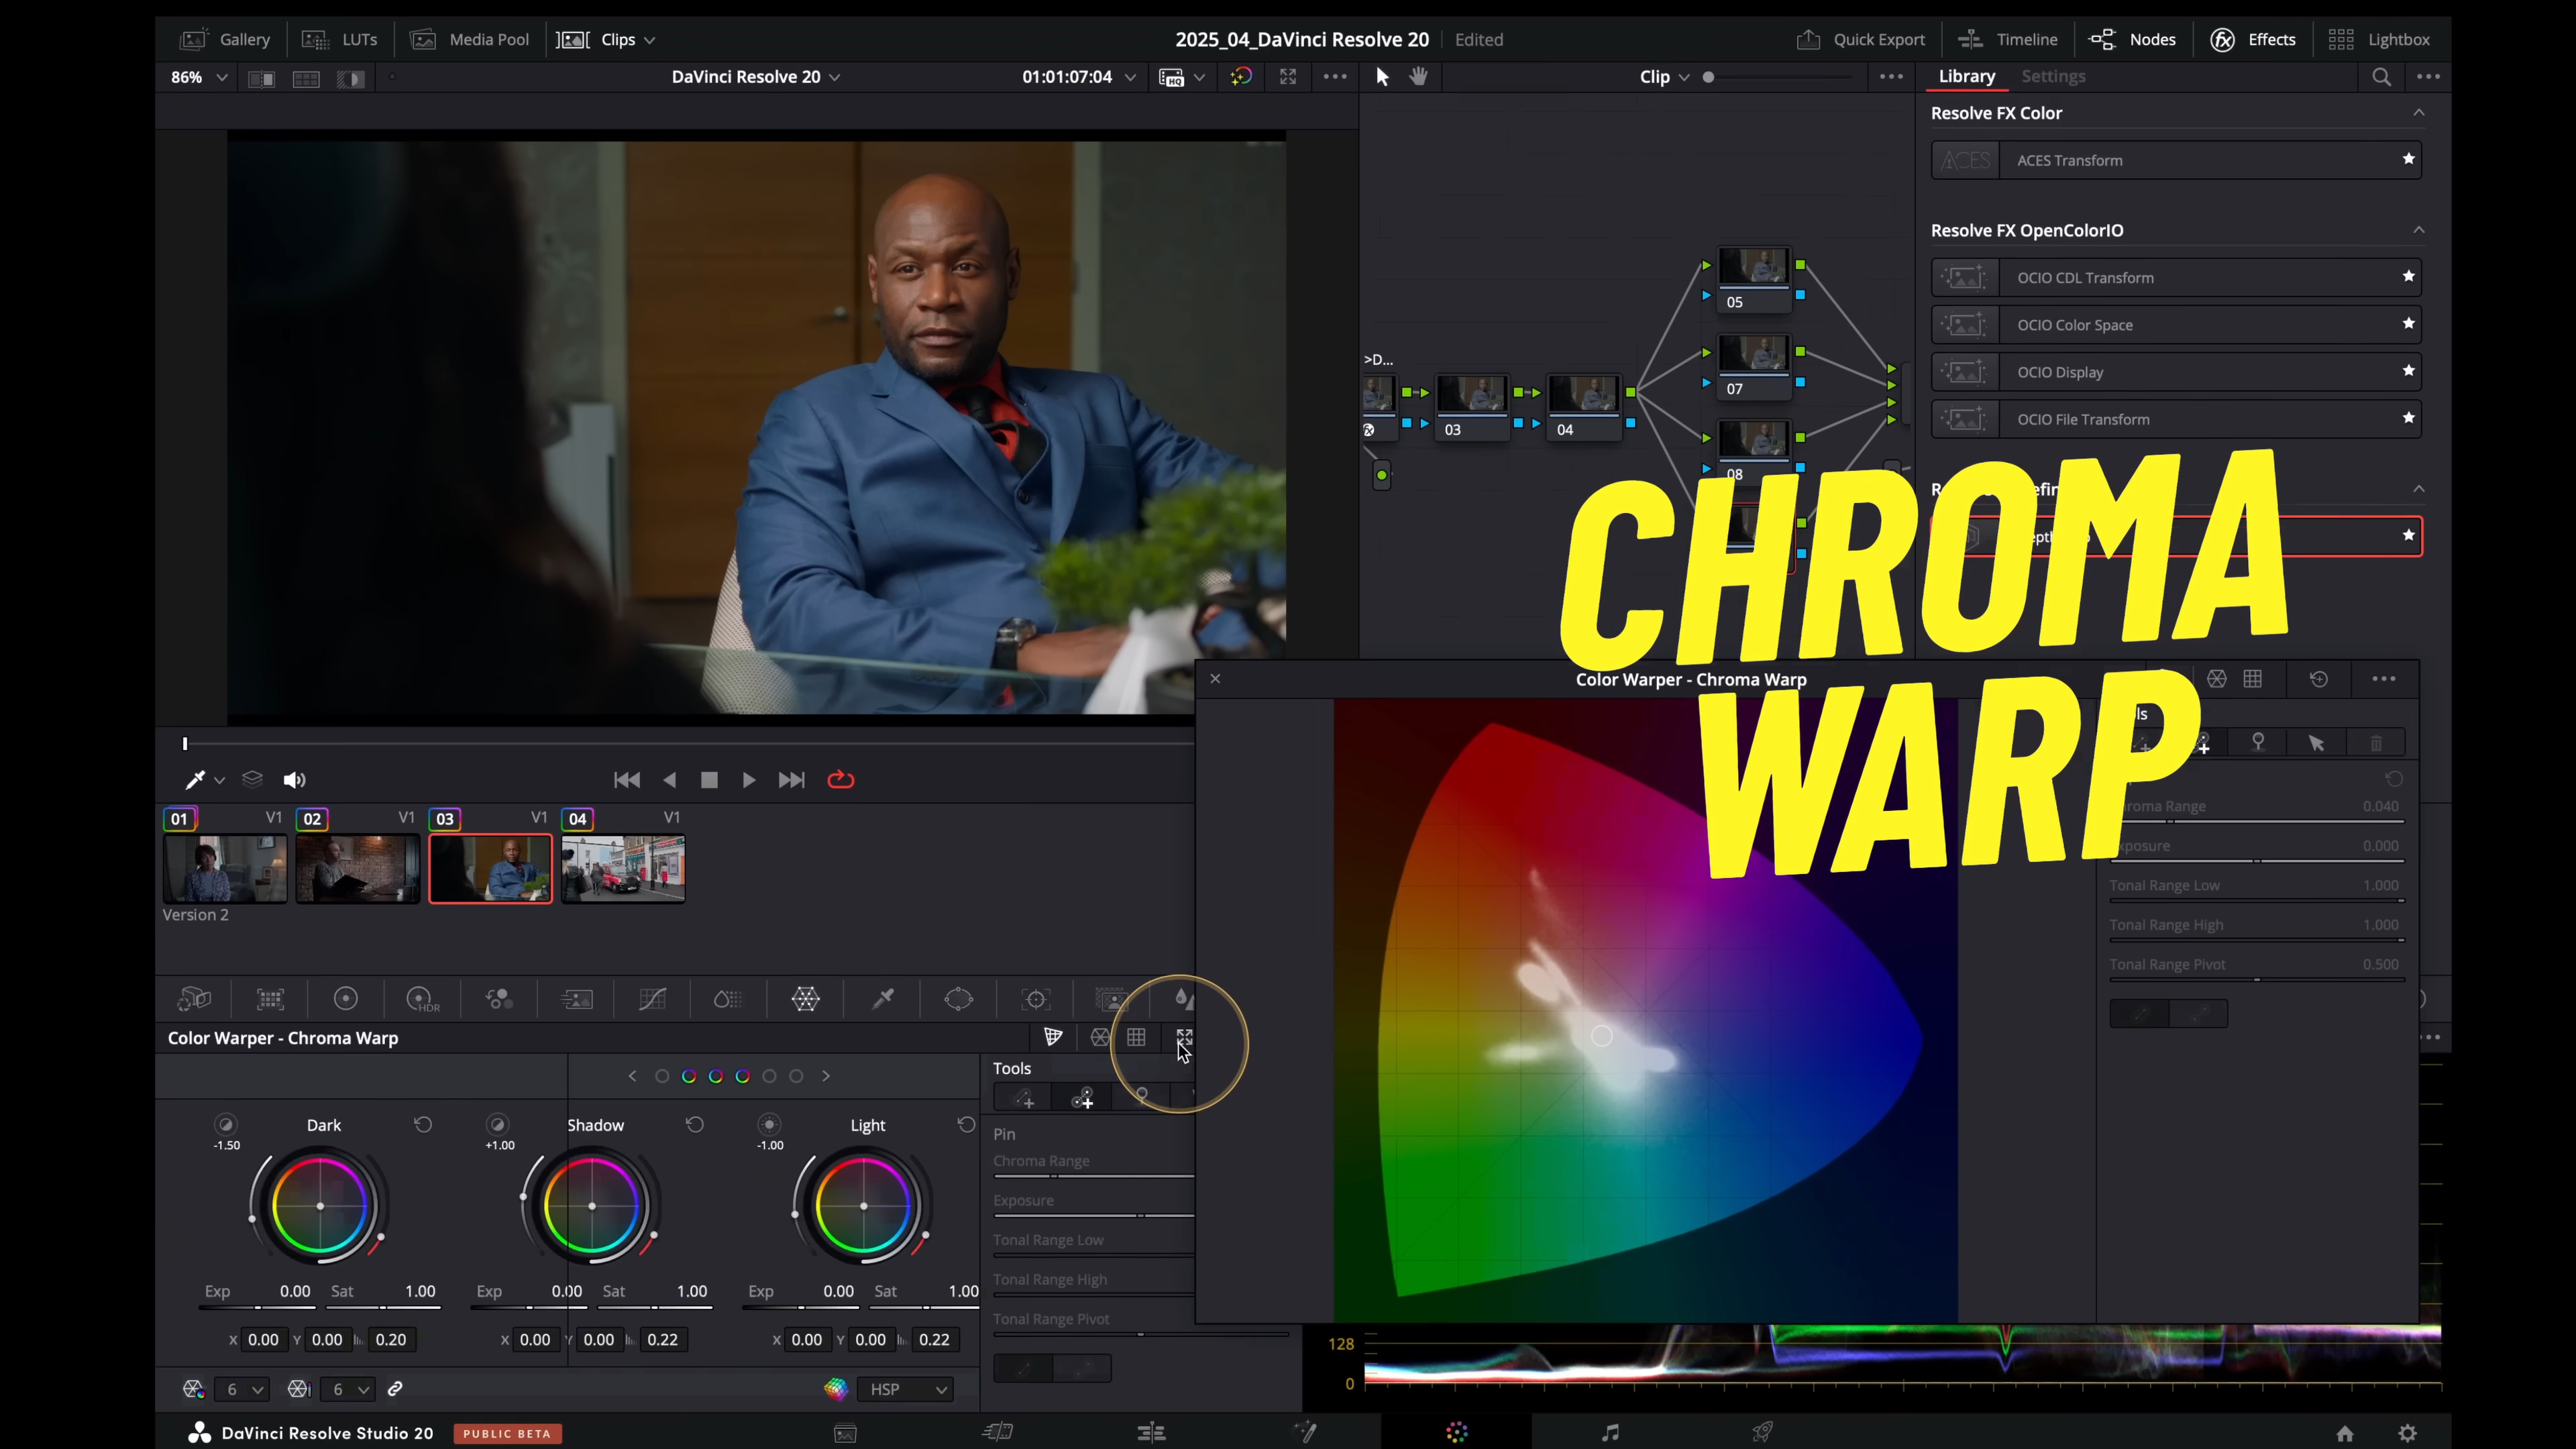 Gallery
LUTs
Media Pool
Clips
2025_04_DaVinci Resolve 20
Edited
Quick Export
Timeline
Nodes
Effects
Lightbox
86%
DaVinci Resolve 20
01:01:07:04
HQ
Clip
Library
Settings
Resolve FX Color
ACES
ACES Transform
Resolve FX OpenColorIO
OCIO CDL Transform
OCIO Color Space
OCIO Display
OCIO File Transform
>D...
03
04
05
07
08
CHROMA
WARP
Color Warper - Chroma Warp
0.040
0.000
Tonal Range Low 1.000
Tonal Range High 1.000
Tonal Range Pivot 0.500
01 V1
02 V1
03 V1
04 V1
Version 2
HDR
Color Warper - Chroma Warp
Tools
Dark
-1.50
Shadow
+1.00
Light
-1.00
Pin
Chroma Range
Exposure
Tonal Range Low
Tonal Range High
Tonal Range Pivot
Exp 0.00 Sat 1.00
Exp 0.00 Sat 1.00
Exp 0.00 Sat 1.00
X 0.00 Y 0.00 0.20
X 0.00 Y 0.00 0.22
X 0.00 Y 0.00 0.22
6
6
HSP
128
0
DaVinci Resolve Studio 20
PUBLIC BETA